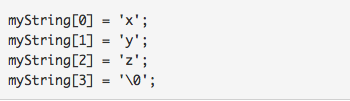 myString[0] = 'x';
myString[1] = 'y';
myString[2] = 'z';
myString[3] = '\0';